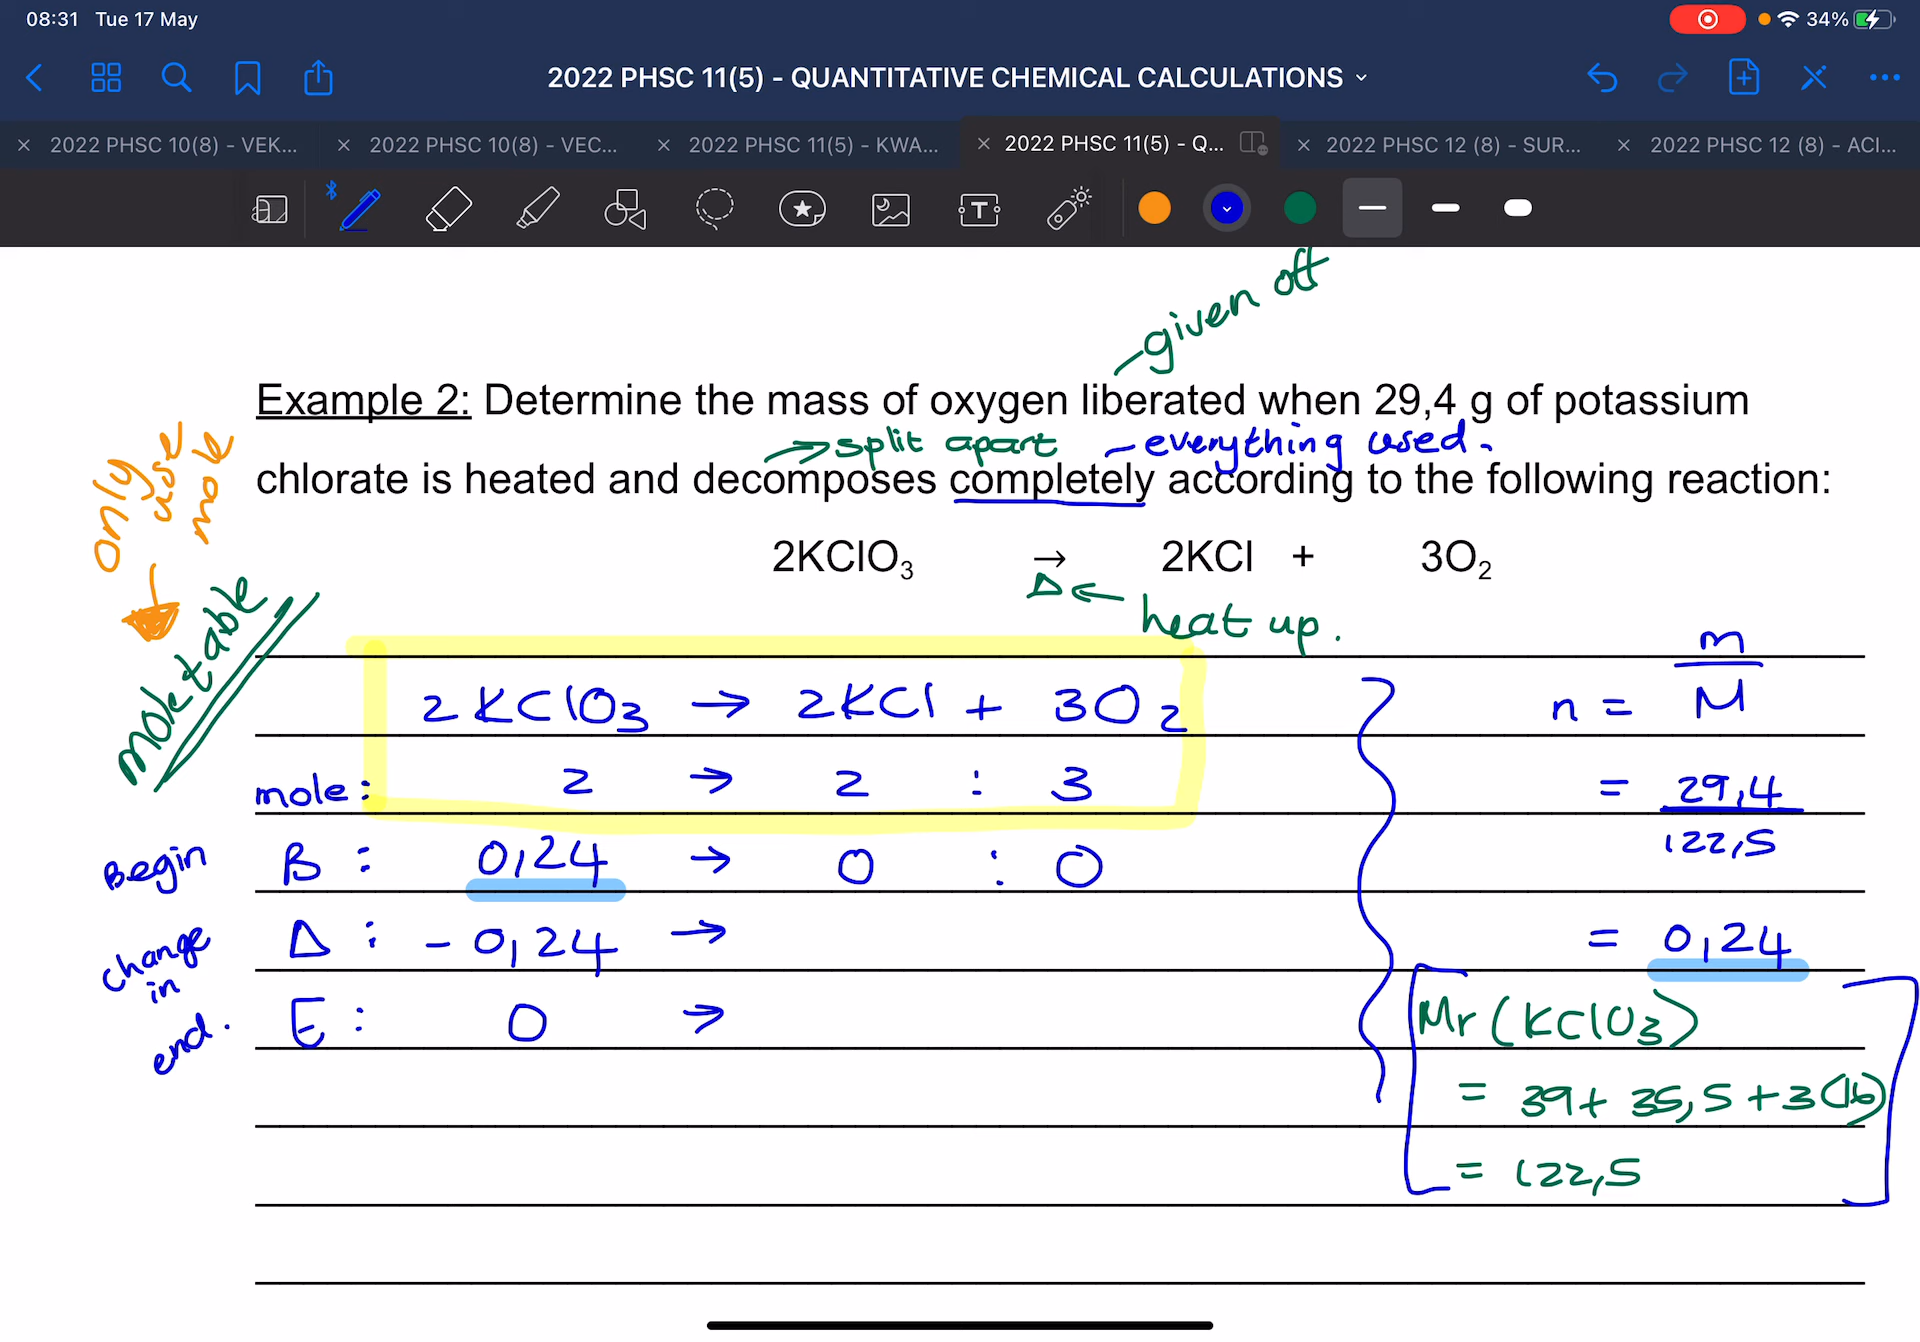 08:31 Tue 17 May
34%
2022 PHSC 11(5) - QUANTITATIVE CHEMICAL CALCULATIONS
2022 PHSC 10(8) - VEK...
2022 PHSC 10(8) - VEC...
2022 PHSC 11(5) - KWA...
2022 PHSC 11(5) - Q...
2022 PHSC 12 (8) - SUR...
2022 PHSC 12 (8) - ACI...
T
given off
Example 2: Determine the mass of oxygen liberated when 29,4 g of potassium
→ split apart - everything used.
chlorate is heated and decomposes completely according to the following reaction:
only use mole
2KClO₃ → 2KCl + 3O₂
Δ ← heat up.
mole table
2KClO₃ → 2KCl + 3O₂
mole: 2 → 2 : 3
Begin B : 0,24 → 0 : 0
change in Δ : - 0,24 →
end. E : 0 →
n = m/M
= 29,4/122,5
= 0,24
Mr (KClO₃)
= 39 + 35,5 + 3(16)
= 122,5